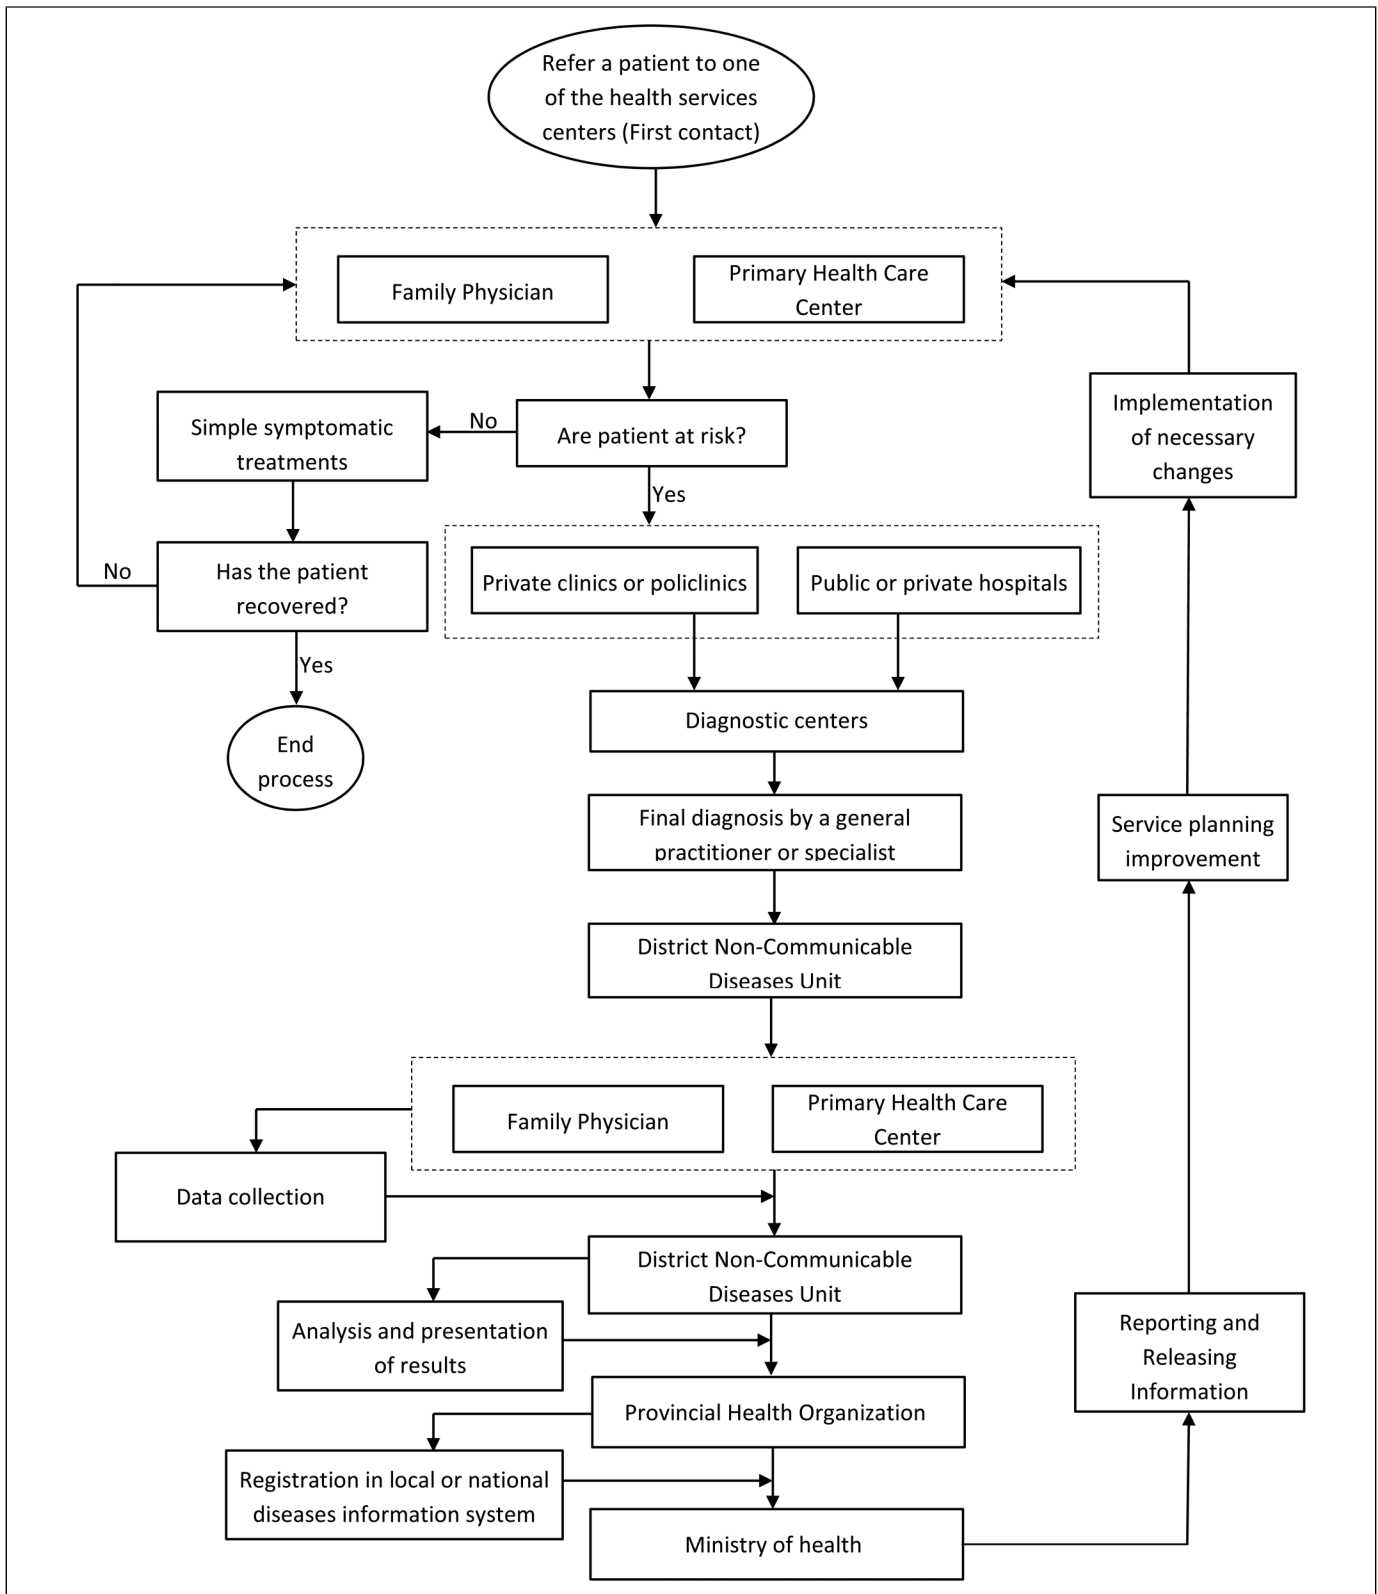 Refer a patient to one
of the health services
centers (First contact)
Family Physician
Primary Health Care
Center
Are patient at risk?
No
Yes
Simple symptomatic
treatments
Has the patient
recovered?
No
Yes
End
process
Private clinics or policlinics
Public or private hospitals
Diagnostic centers
Final diagnosis by a general
practitioner or specialist
District Non-Communicable
Diseases Unit
Family Physician
Primary Health Care
Center
Data collection
District Non-Communicable
Diseases Unit
Analysis and presentation
of results
Provincial Health Organization
Registration in local or national
diseases information system
Ministry of health
Reporting and
Releasing
Information
Service planning
improvement
Implementation
of necessary
changes